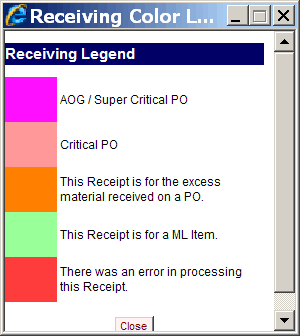 Receiving Color L...
Receiving Legend
AOG / Super Critical PO
Critical PO
This Receipt is for the excess
material received on a PO.
This Receipt is for a ML Item.
There was an error in processing
this Receipt.
Close